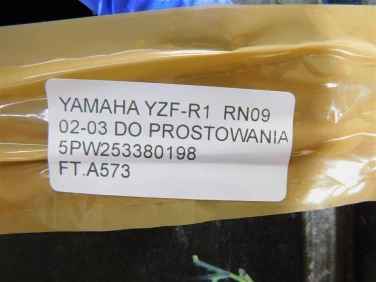 YAMAHA YZF-R1 RN09
02-03 DO PROSTOWANIA
5PW253380198
FT.A573